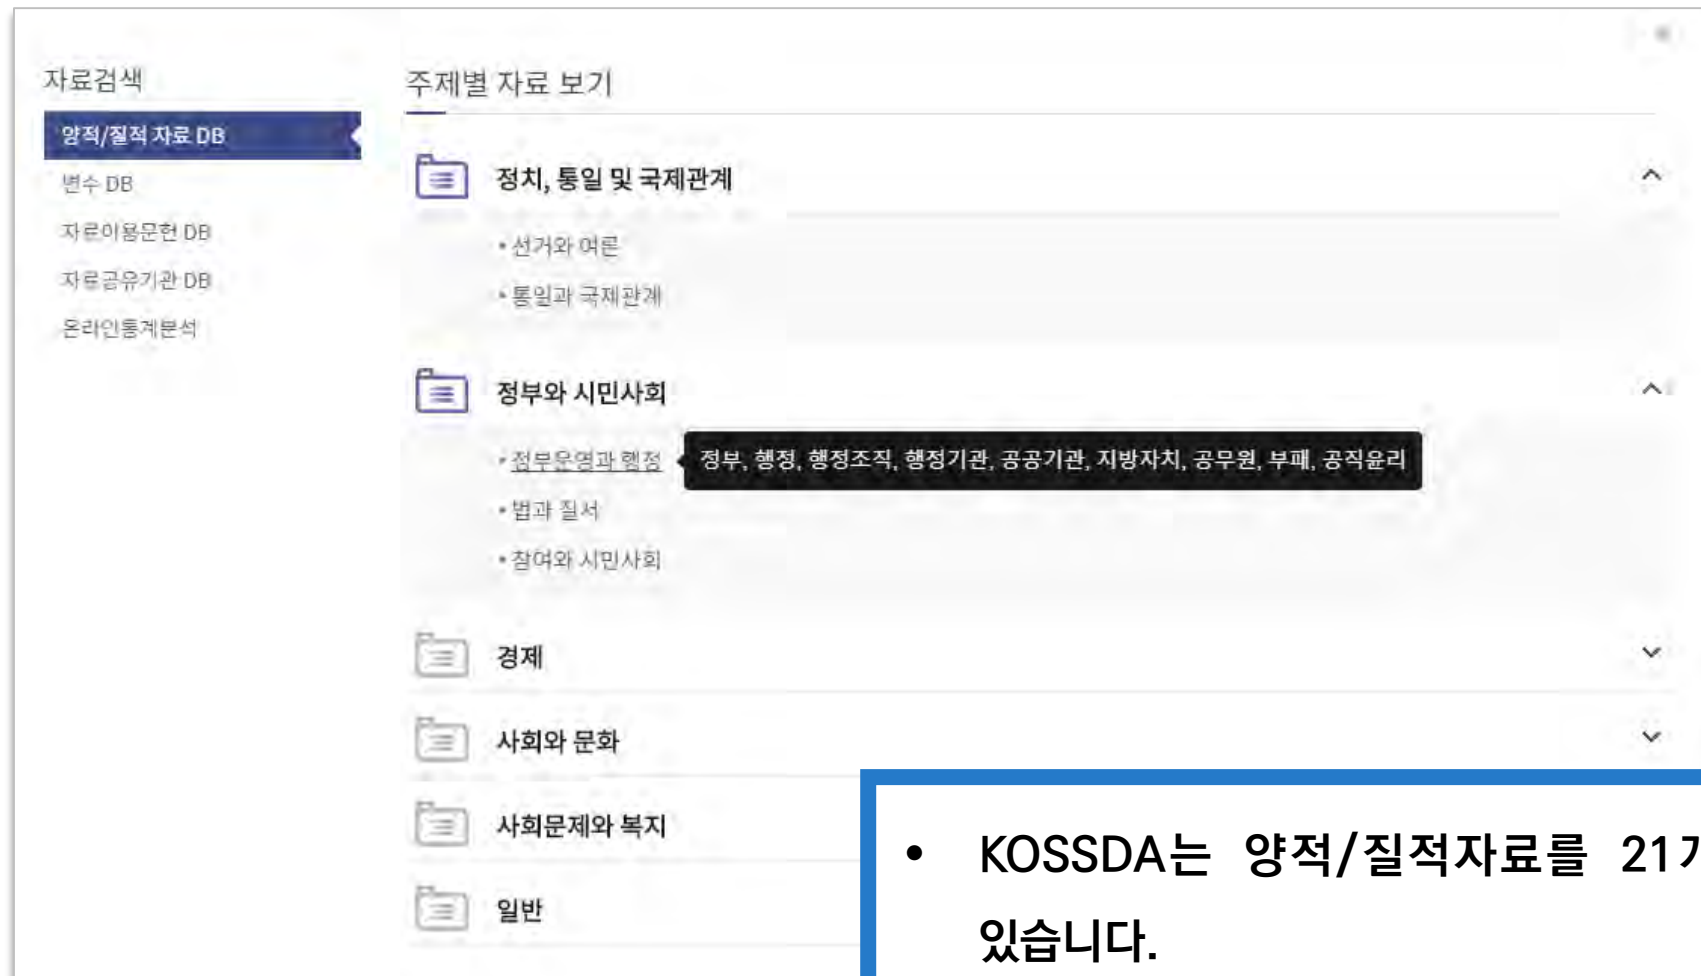 자료검색
양적/질적 자료 DB
변수 DB
자료이용문헌 DB
자료공유기관 DB
온라인통계분석
주제별 자료 보기
정치, 통일 및 국제관계
• 선거와 여론
• 통일과 국제관계
정부와 시민사회
• 정부운영과 행정
정부, 행정, 행정조직, 행정기관, 공공기관, 지방자치, 공무원, 부패, 공직윤리
• 법과 질서
• 참여와 시민사회
경제
사회와 문화
사회문제와 복지
일반
• KOSSDA는 양적/질적자료를 21
있습니다.